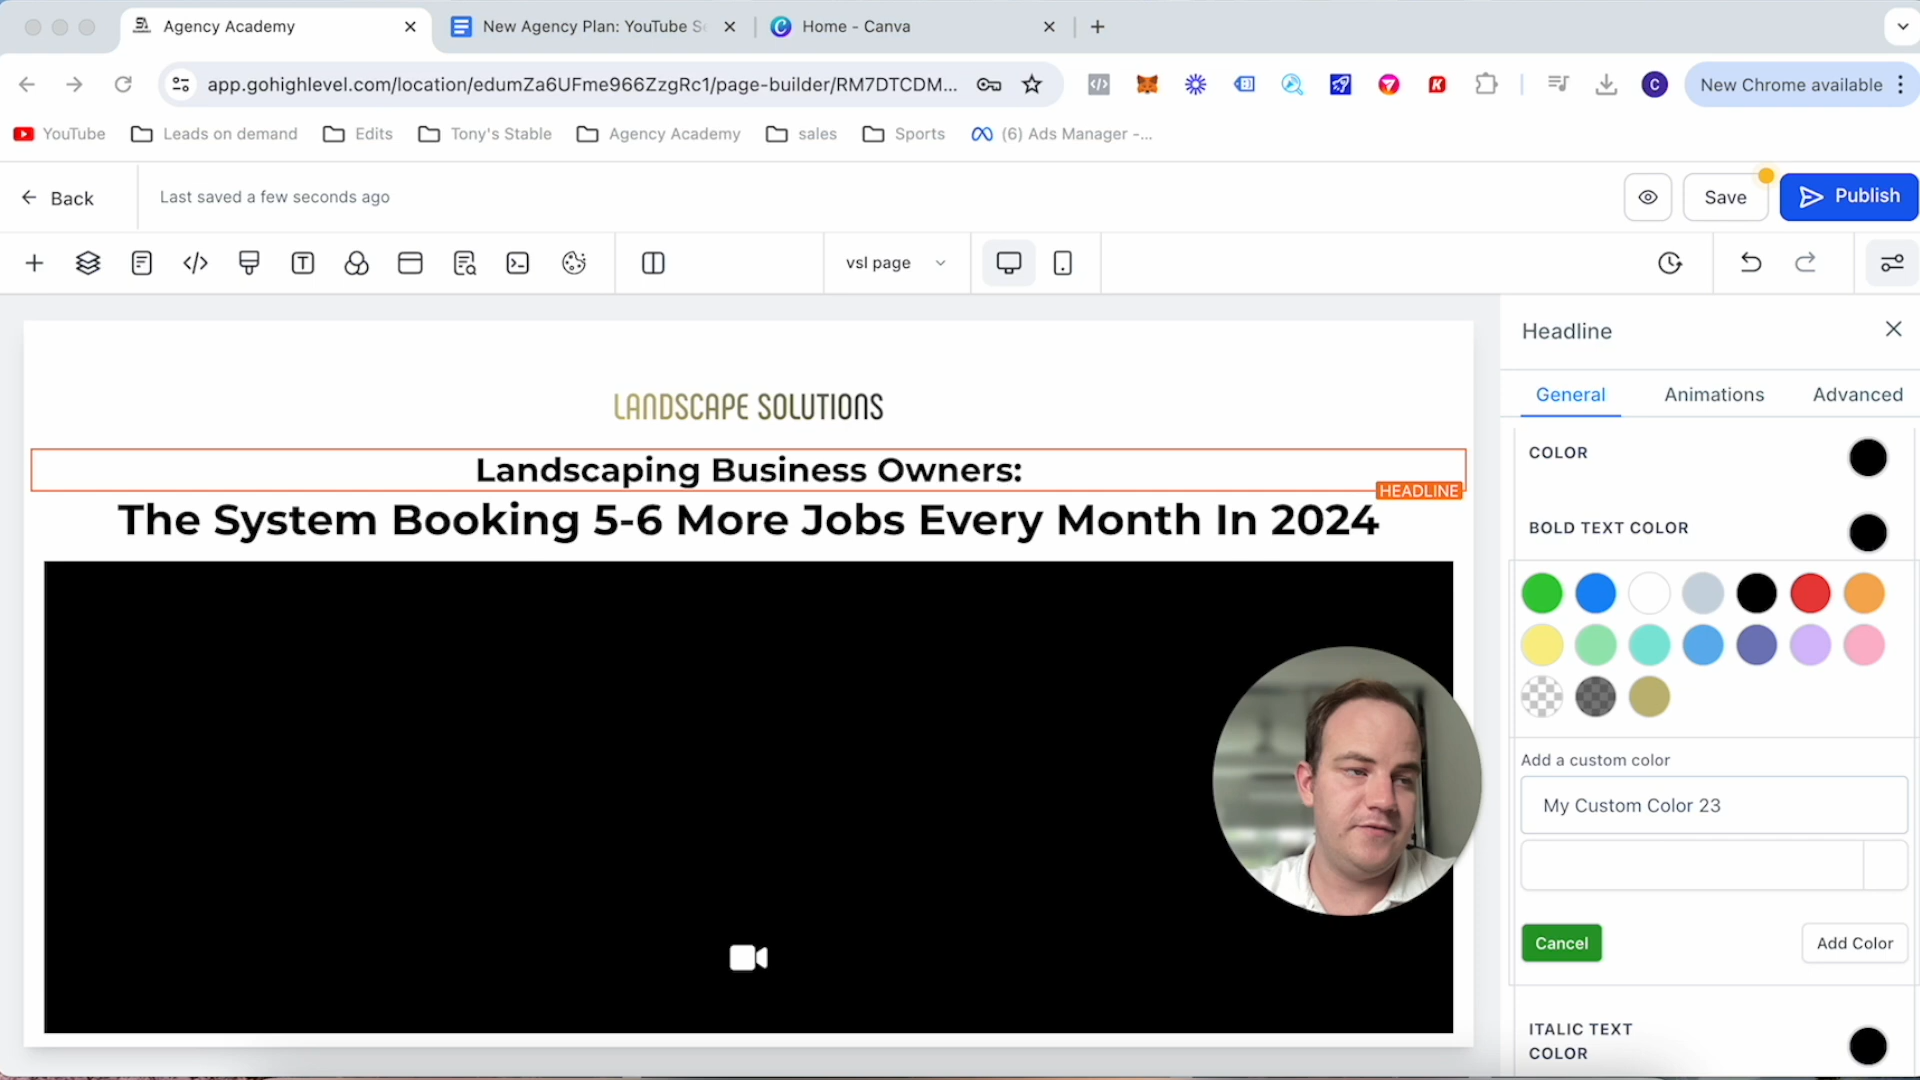 Agency Academy
New Agency Plan: YouTube S
Home - Canva
app.gohighlevel.com/location/edumZa6UFme966ZzgRc1/page-builder/RM7DTCDM...
C
New Chrome available
YouTube
Leads on demand
Edits
Tony's Stable
Agency Academy
sales
Sports
(6) Ads Manager -...
Back
Last saved a few seconds ago
Save
Publish
vsl page
Headline
General
Animations
Advanced
LANDSCAPE SOLUTIONS
Landscaping Business Owners:
HEADLINE
The System Booking 5-6 More Jobs Every Month In 2024
COLOR
BOLD TEXT COLOR
Add a custom color
My Custom Color 23
Cancel
Add Color
ITALIC TEXT
COLOR